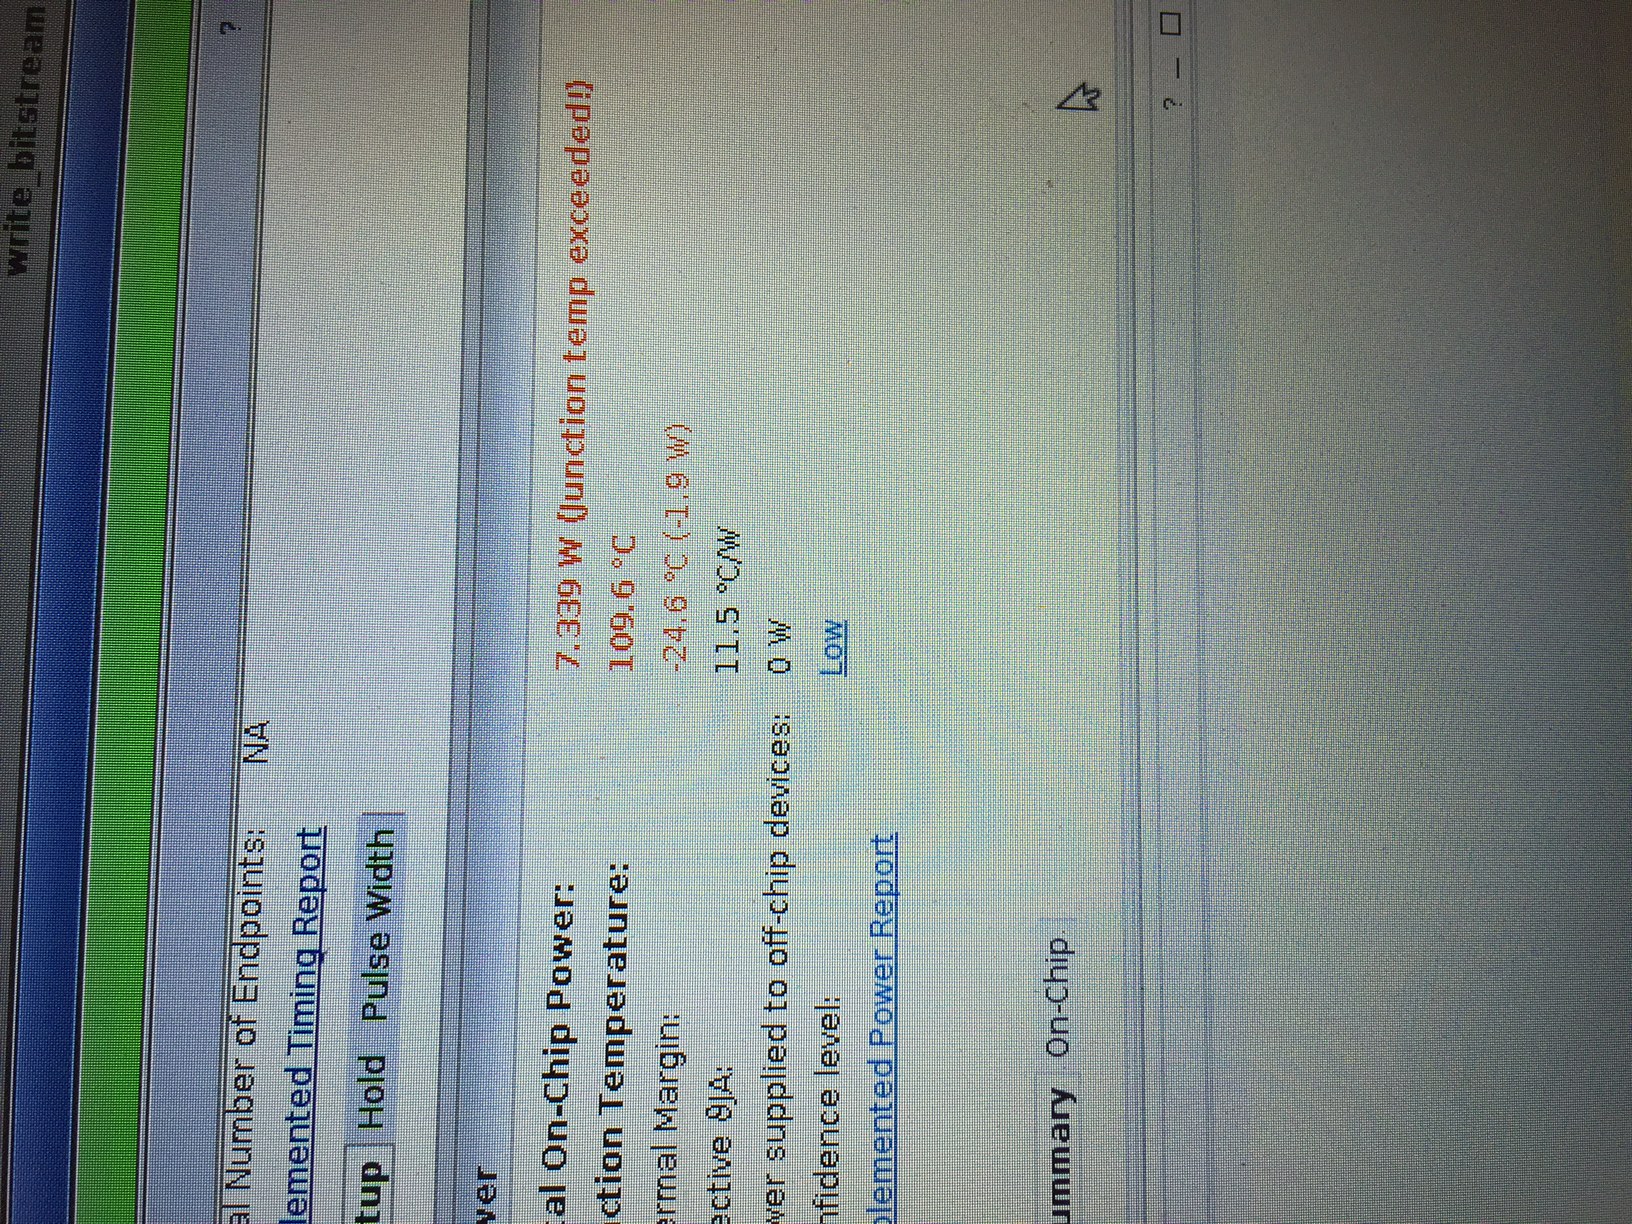 write_bitstream
?
al Number of Endpoints: NA
lemented Timing Report
tup Hold Pulse Width
wer
tal On-Chip Power: 7.339 W (Junction temp exceeded!)
ction Temperature: 109.6 °C
ermal Margin: -24.6 °C (-1.9 W)
ective ϑJA: 11.5 °C/W
wer supplied to off-chip devices: 0 W
nfidence level: Low
plemented Power Report
ummary On-Chip
?